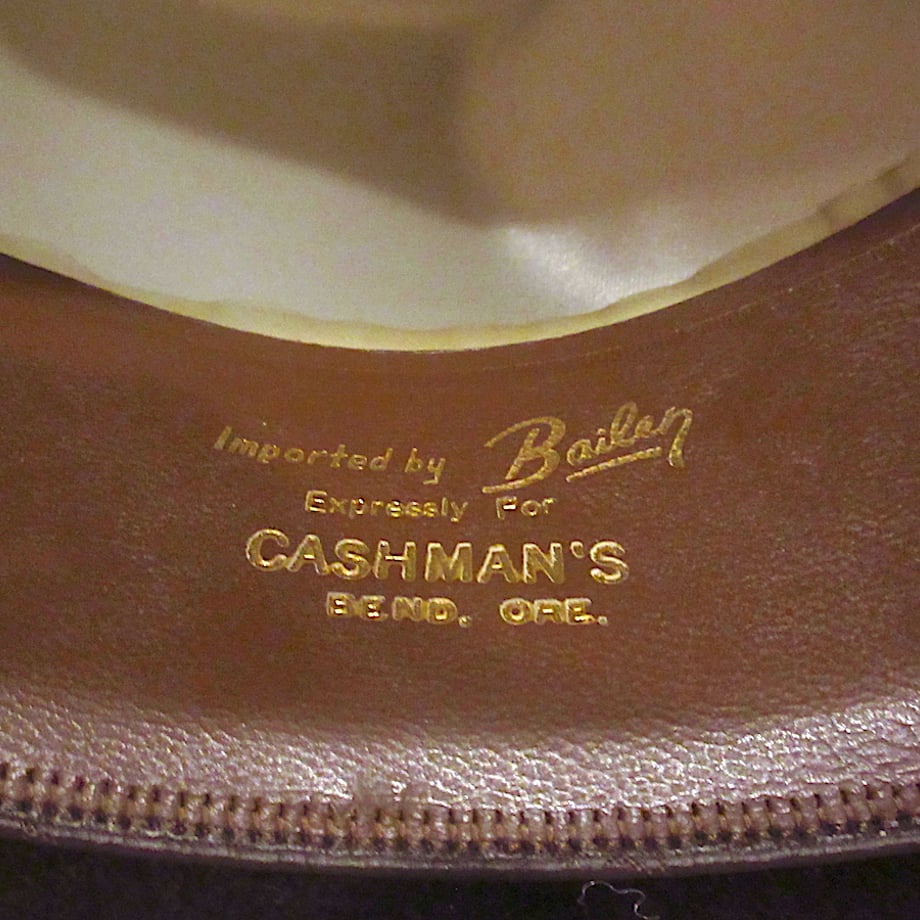 Imported by Bailey
Expressly For
CASHMAN'S
BEND, ORE.